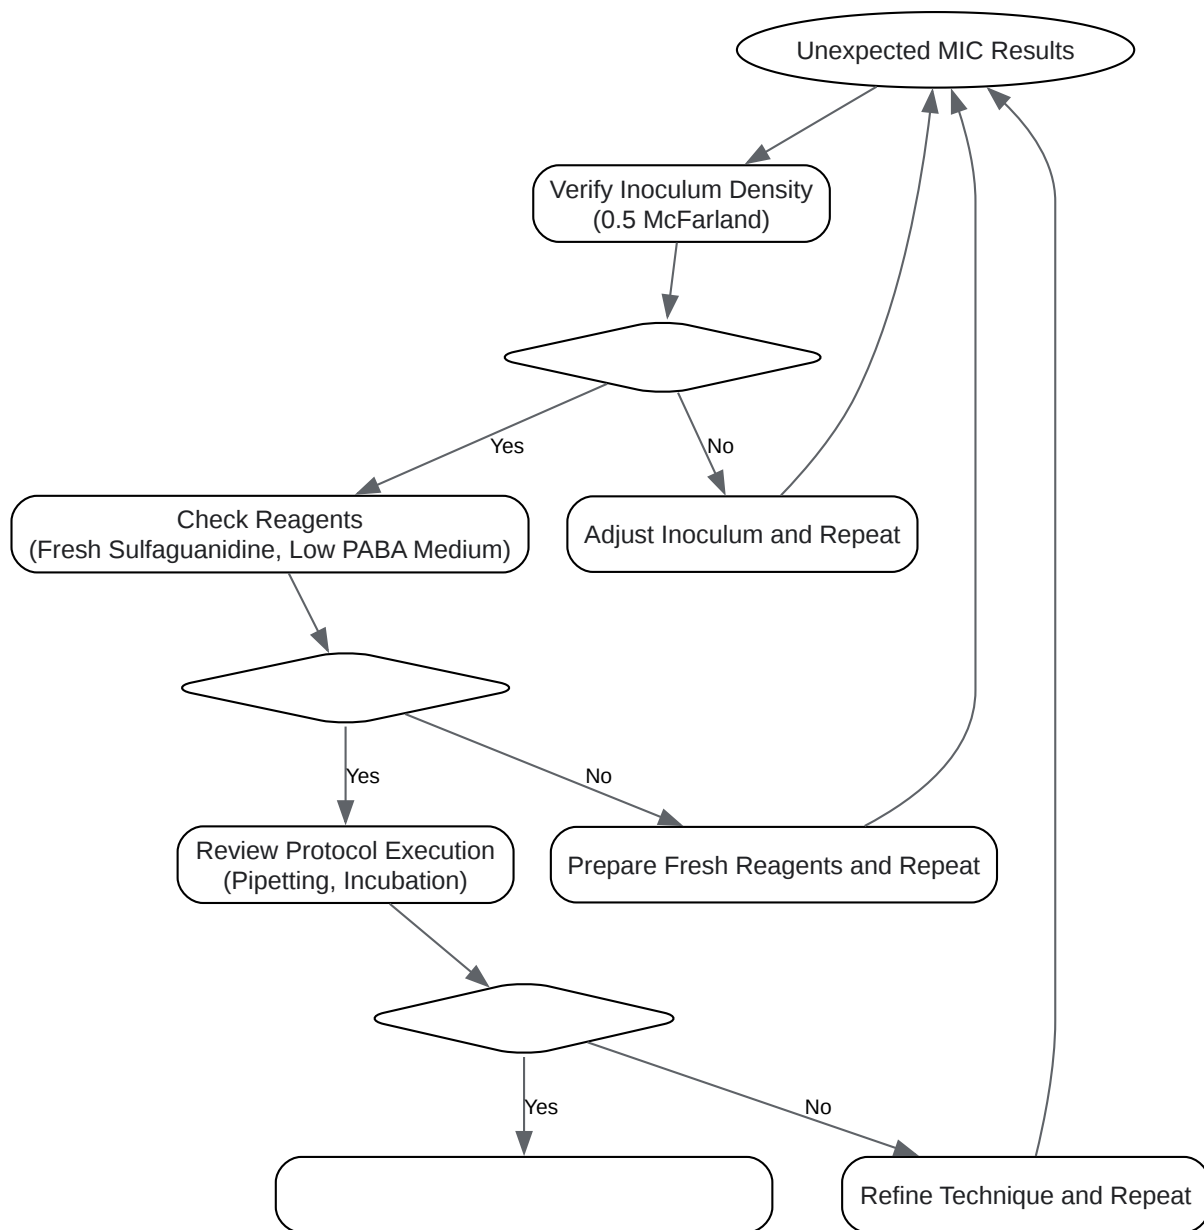 Unexpected MIC Results
Verify Inoculum Density
(0.5 McFarland)
Yes
No
Check Reagents
(Fresh Sulfaguanidine, Low PABA Medium)
Adjust Inoculum and Repeat
Yes
No
Review Protocol Execution
(Pipetting, Incubation)
Prepare Fresh Reagents and Repeat
Yes
No
Refine Technique and Repeat